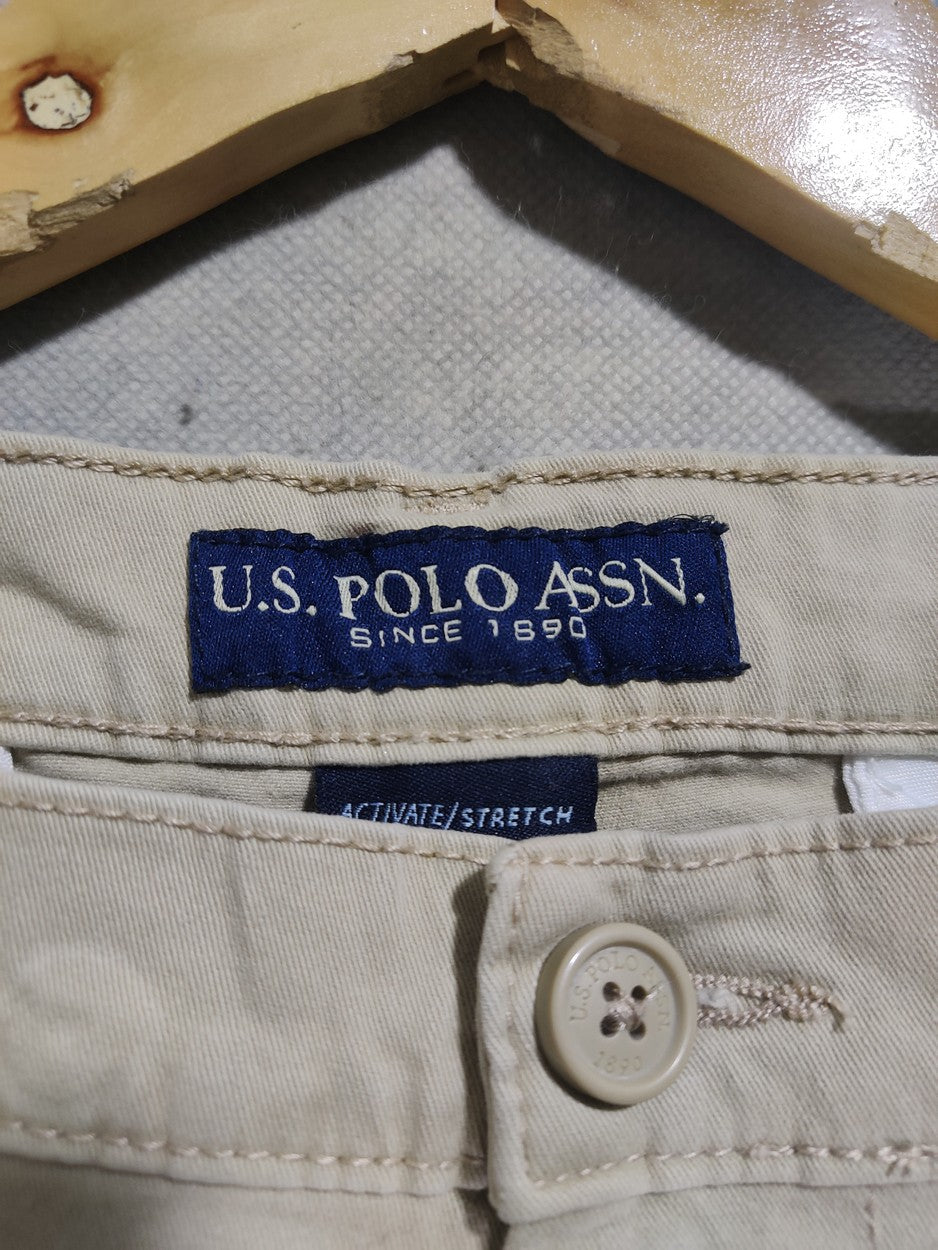 U.S. POLO ASSN.
SINCE 1890
ACTIVATE/STRETCH
U.S. POLO ASSN.
1890